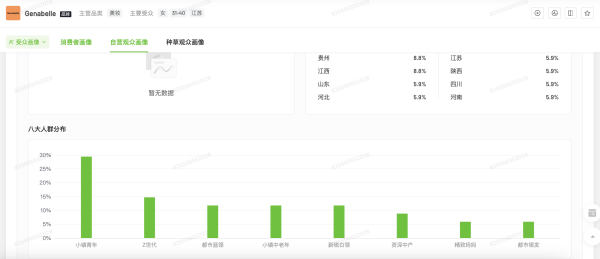 Genabelle 品牌 主营品类 美妆 主要受众 女 31-40 江苏
受众画像 消费者画像 自营观众画像 种草观众画像
暂无数据
贵州 8.8% 江苏 5.9%
江西 8.8% 陕西 5.9%
山东 5.9% 四川 5.9%
河北 5.9% 河南 5.9%
八大人群分布
30%
25%
20%
15%
10%
5%
0%
小镇青年 Z世代 都市蓝领 小镇中老年 新锐白领 资深中产 精致妈妈 都市银发